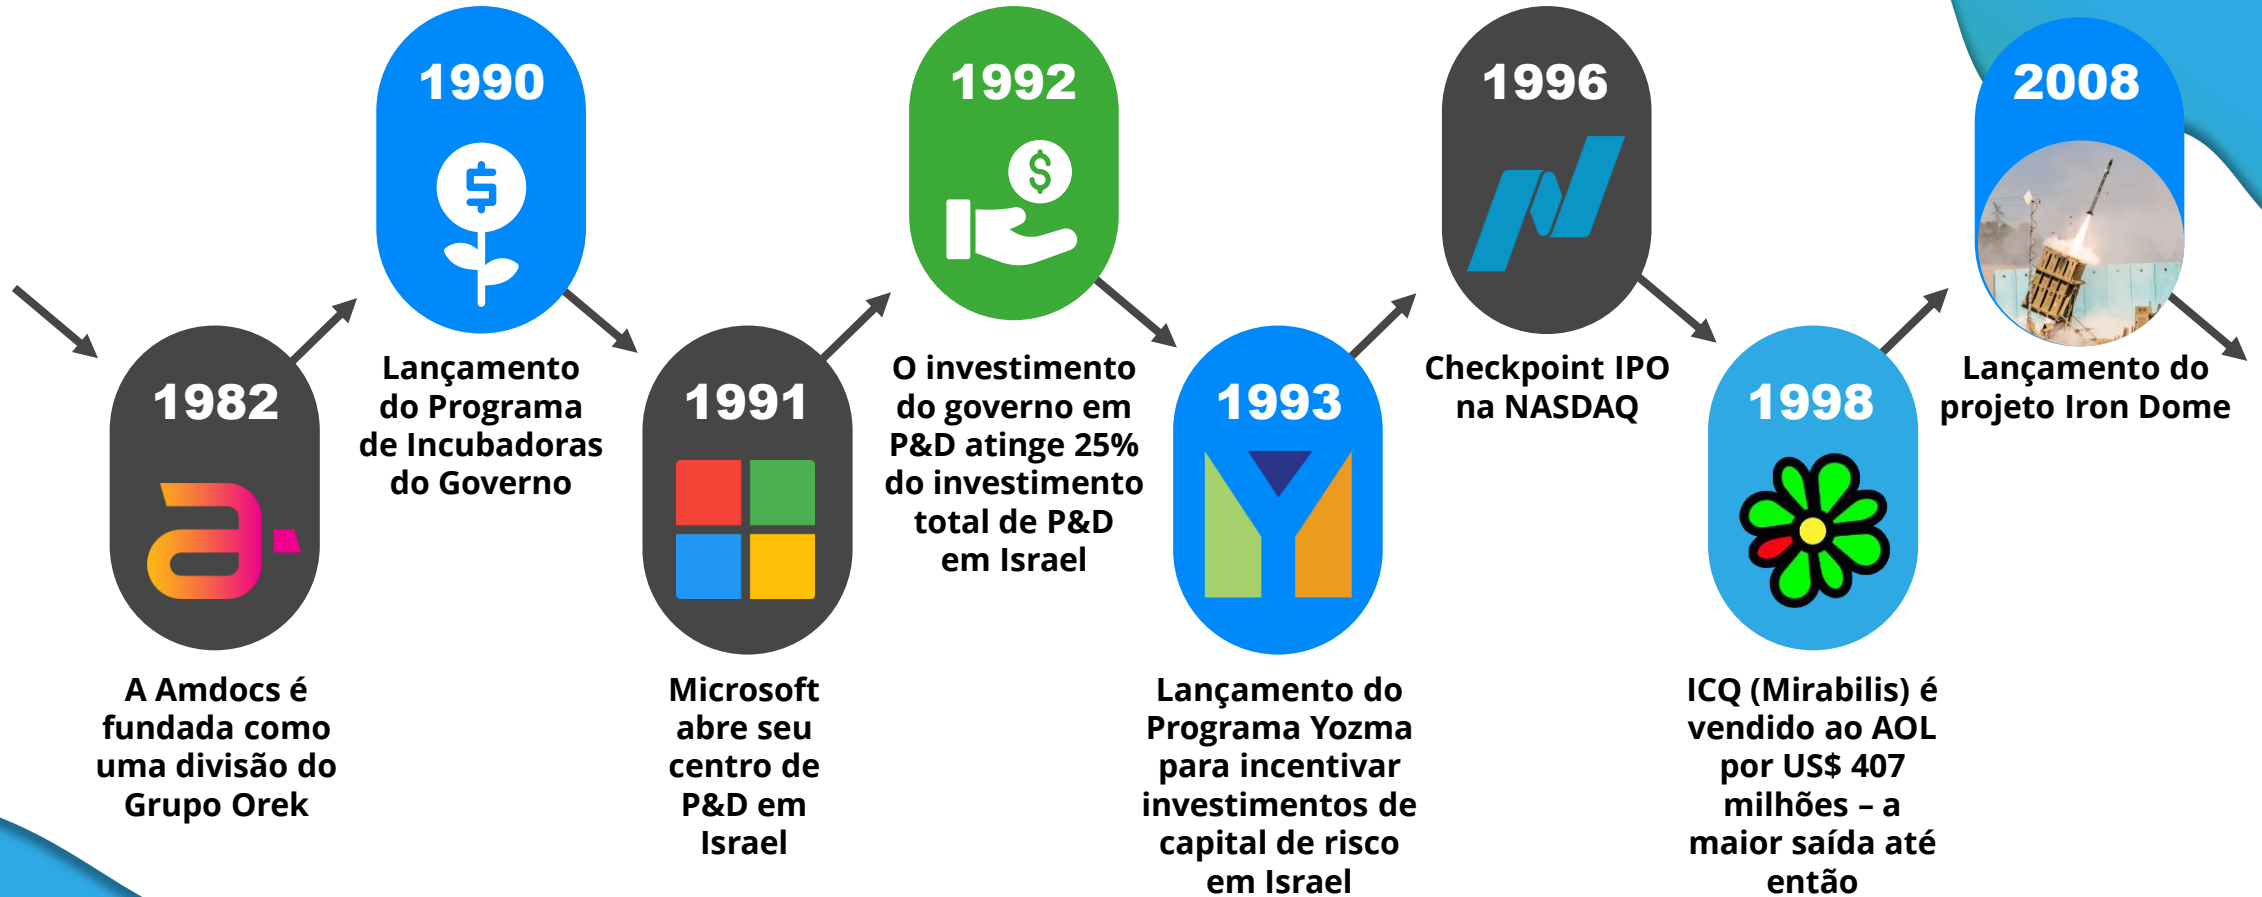 1982
A Amdocs é
fundada como
uma divisão do
Grupo Orek
1990
Lançamento
do Programa
de Incubadoras
do Governo
1991
Microsoft
abre seu
centro de
P&D em
Israel
1992
O investimento
do governo em
P&D atinge 25%
do investimento
total de P&D
em Israel
1993
Lançamento do
Programa Yozma
para incentivar
investimentos de
capital de risco
em Israel
1996
Checkpoint IPO
na NASDAQ
1998
ICQ (Mirabilis) é
vendido ao AOL
por US$ 407
milhões – a
maior saída até
então
2008
Lançamento do
projeto Iron Dome